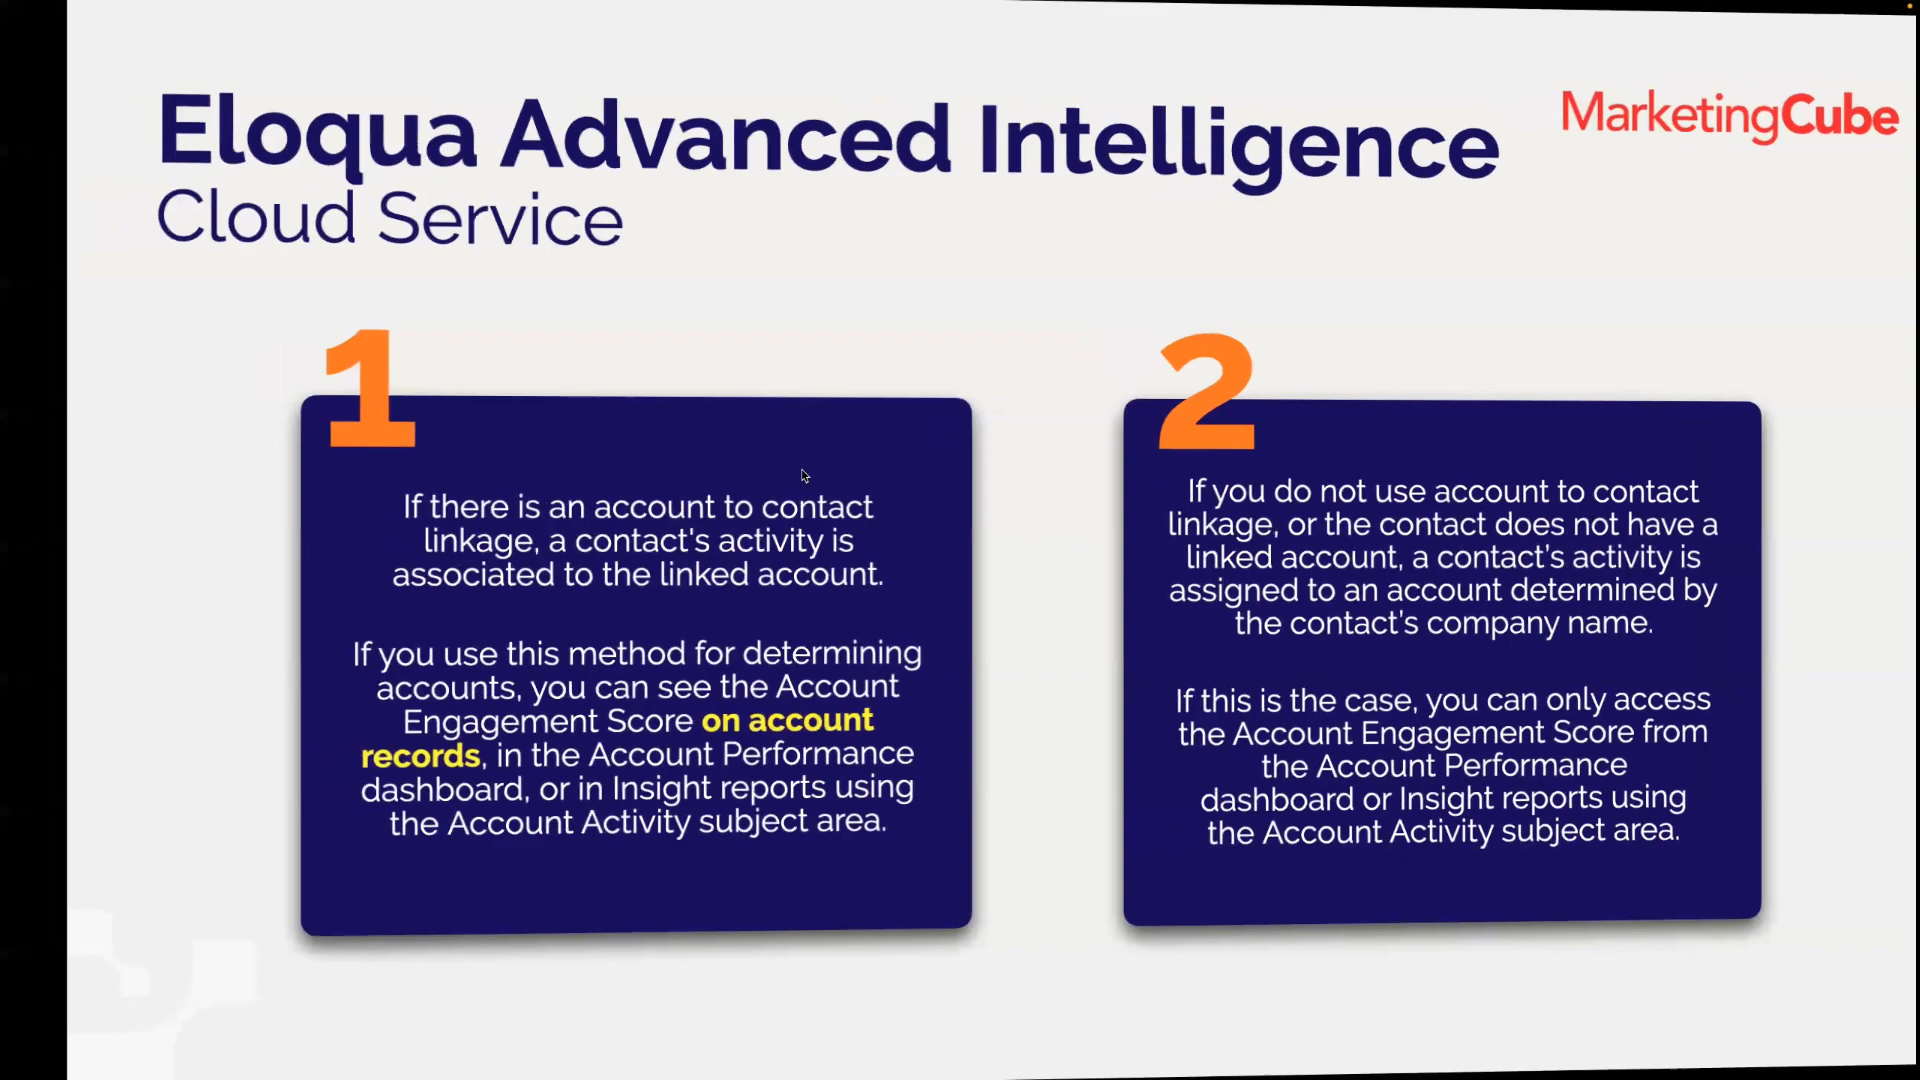 Eloqua Advanced Intelligence
Cloud Service
MarketingCube
1
If there is an account to contact
linkage, a contact's activity is
associated to the linked account.
If you use this method for determining
accounts, you can see the Account
Engagement Score on account
records, in the Account Performance
dashboard, or in Insight reports using
the Account Activity subject area.
2
If you do not use account to contact
linkage, or the contact does not have a
linked account, a contact's activity is
assigned to an account determined by
the contact's company name.
If this is the case, you can only access
the Account Engagement Score from
the Account Performance
dashboard or Insight reports using
the Account Activity subject area.